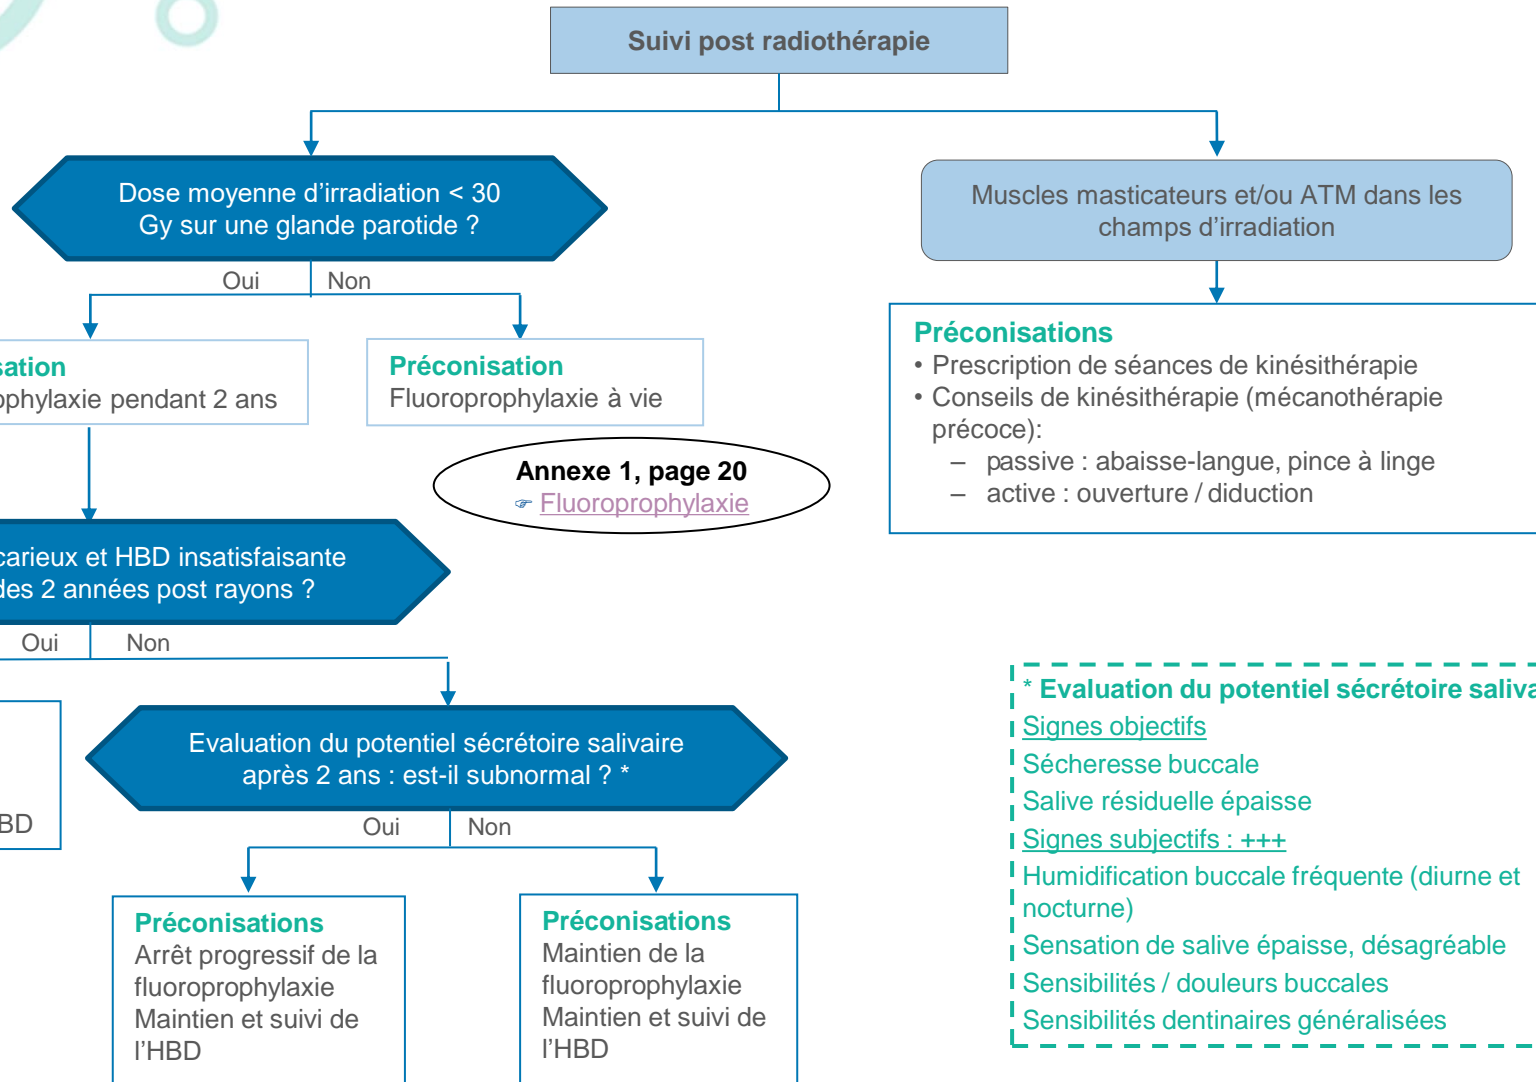 Suivi post radiothérapie
Dose moyenne d’irradiation < 30
Gy sur une glande parotide ?
Oui
Non
Muscles masticateurs et/ou ATM dans les
champs d’irradiation
sation
ophylaxie pendant 2 ans
Préconisation
Fluoroprophylaxie à vie
Annexe 1, page 20
☞ Fluoroprophylaxie
Préconisations
• Prescription de séances de kinésithérapie
• Conseils de kinésithérapie (mécanothérapie
précoce):
– passive : abaisse-langue, pince à linge
– active : ouverture / diduction
carieux et HBD insatisfaisante
des 2 années post rayons ?
Oui
Non
BD
Evaluation du potentiel sécrétoire salivaire
après 2 ans : est-il subnormal ? *
Oui
Non
Préconisations
Arrêt progressif de la
fluoroprophylaxie
Maintien et suivi de
l’HBD
Préconisations
Maintien de la
fluoroprophylaxie
Maintien et suivi de
l’HBD
* Evaluation du potentiel sécrétoire saliva
Signes objectifs
Sécheresse buccale
Salive résiduelle épaisse
Signes subjectifs : +++
Humidification buccale fréquente (diurne et
nocturne)
Sensation de salive épaisse, désagréable
Sensibilités / douleurs buccales
Sensibilités dentinaires généralisées